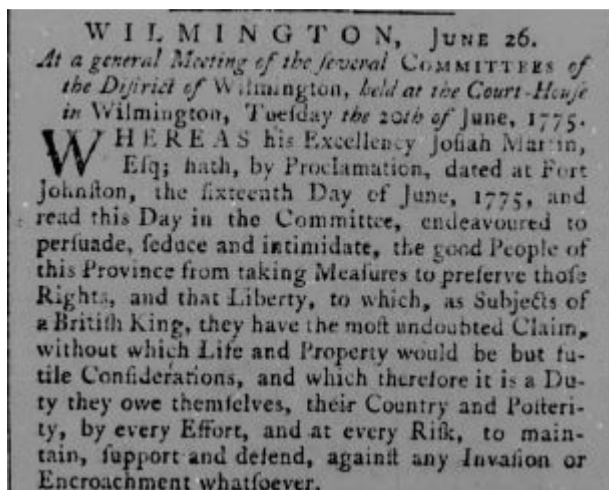 WILMINGTON, JUNE 26.
At a general Meeting of the ſeveral COMMITTEES of
the Diſtrict of Wilmington, held at the Court-Houſe
in Wilmington, Tueſday the 20th of June, 1775.
WHEREAS his Excellency Joſiah Martin,
Eſq; hath, by Proclamation, dated at Fort
Johnſton, the ſixteenth Day of June, 1775, and
read this Day in the Committee, endeavoured to
perſuade, ſeduce and intimidate, the good People of
this Province from taking Meaſures to preſerve thoſe
Rights, and that Liberty, to which, as Subjects of
a Britiſh King, they have the moſt undoubted Claim,
without which Life and Property would be but fu-
tile Conſiderations, and which therefore it is a Du-
ty they owe themſelves, their Country and Poſteri-
ty, by every Effort, and at every Riſk, to main-
tain, ſupport and defend, againſt any Invaſion or
Encroachment whatſoever.